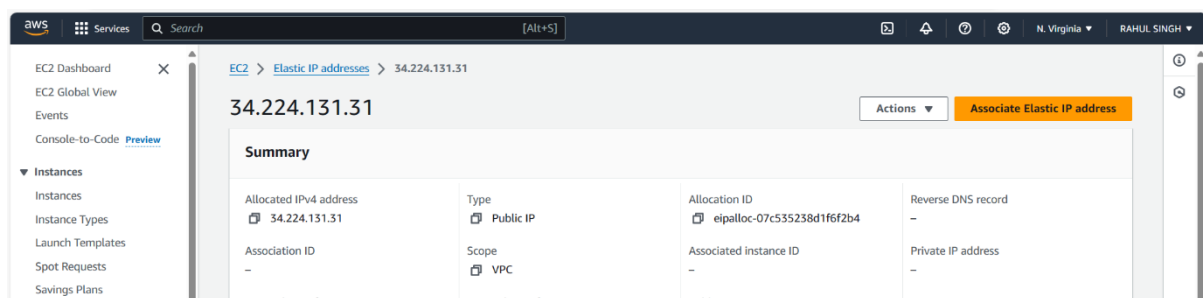 aws Services Search [Alt+S] N. Virginia ▼ RAHUL SINGH ▼
EC2 Dashboard
EC2 Global View
Events
Console-to-Code Preview
▼ Instances
Instances
Instance Types
Launch Templates
Spot Requests
Savings Plans
EC2 > Elastic IP addresses > 34.224.131.31
34.224.131.31
Actions ▼ Associate Elastic IP address
Summary
Allocated IPv4 address
34.224.131.31
Type
Public IP
Allocation ID
eipalloc-07c535238d1f6f2b4
Reverse DNS record
–
Association ID
–
Scope
VPC
Associated instance ID
–
Private IP address
–